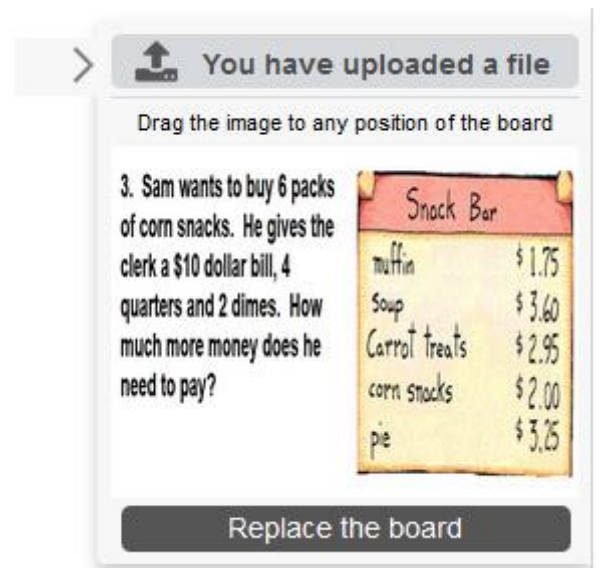 You have uploaded a file
Drag the image to any position of the board
3. Sam wants to buy 6 packs
of corn snacks. He gives the
clerk a $10 dollar bill, 4
quarters and 2 dimes. How
much more money does he
need to pay?
Snack Bar
muffin $1.75
Soup $3.60
Carrot treats $2.95
corn snacks $2.00
pie $3.25
Replace the board